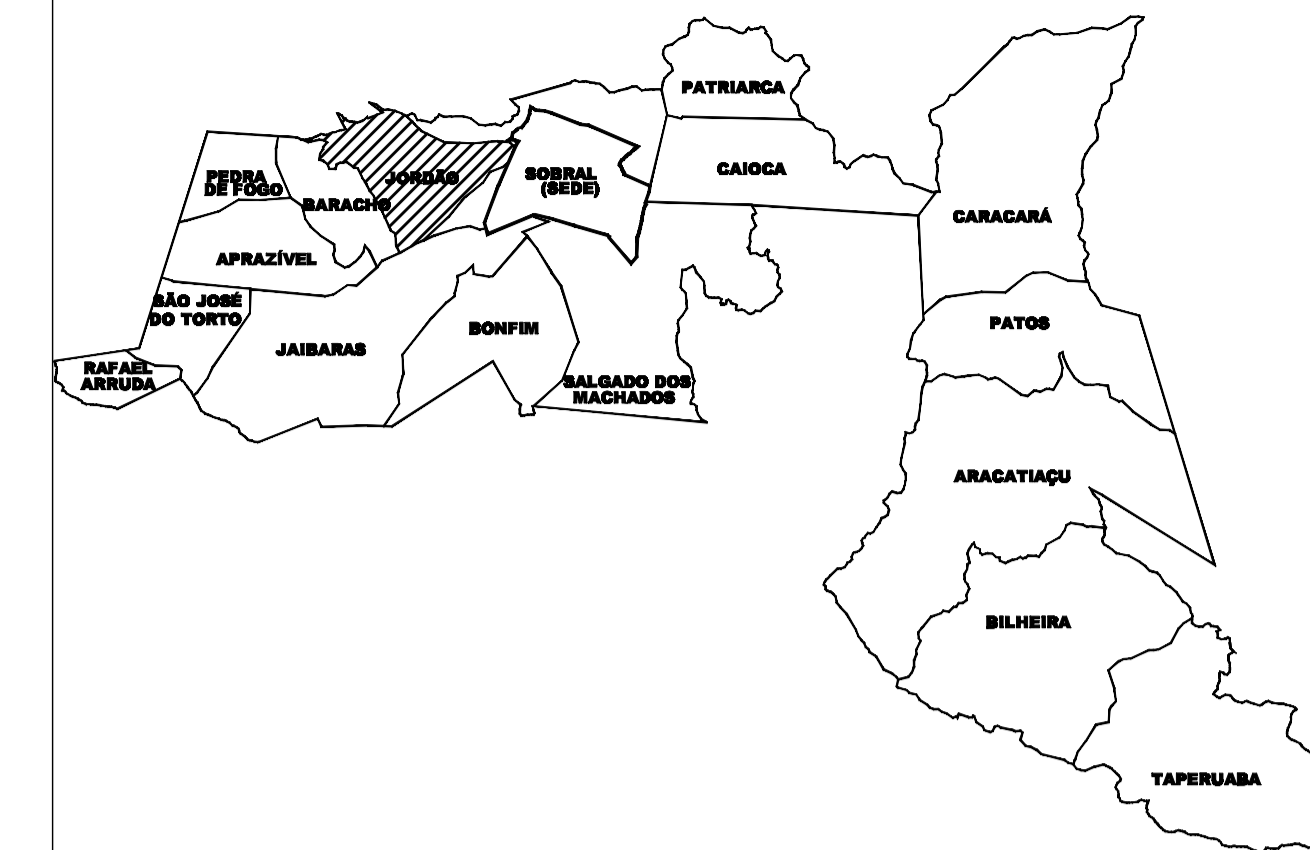 PATRIARCA
CAIOCA
SOBRAL
(SEDE)
JORDÃO
PEDRA
DE FOGO
BARACHO
CARACARÁ
APRAZÍVEL
SÃO JOSÉ
DO TORTO
PATOS
BONFIM
JAIBARAS
RAFAEL
ARRUDA
SALGADO DOS
MACHADOS
ARACATIAÇU
BILHEIRA
TAPERUABA